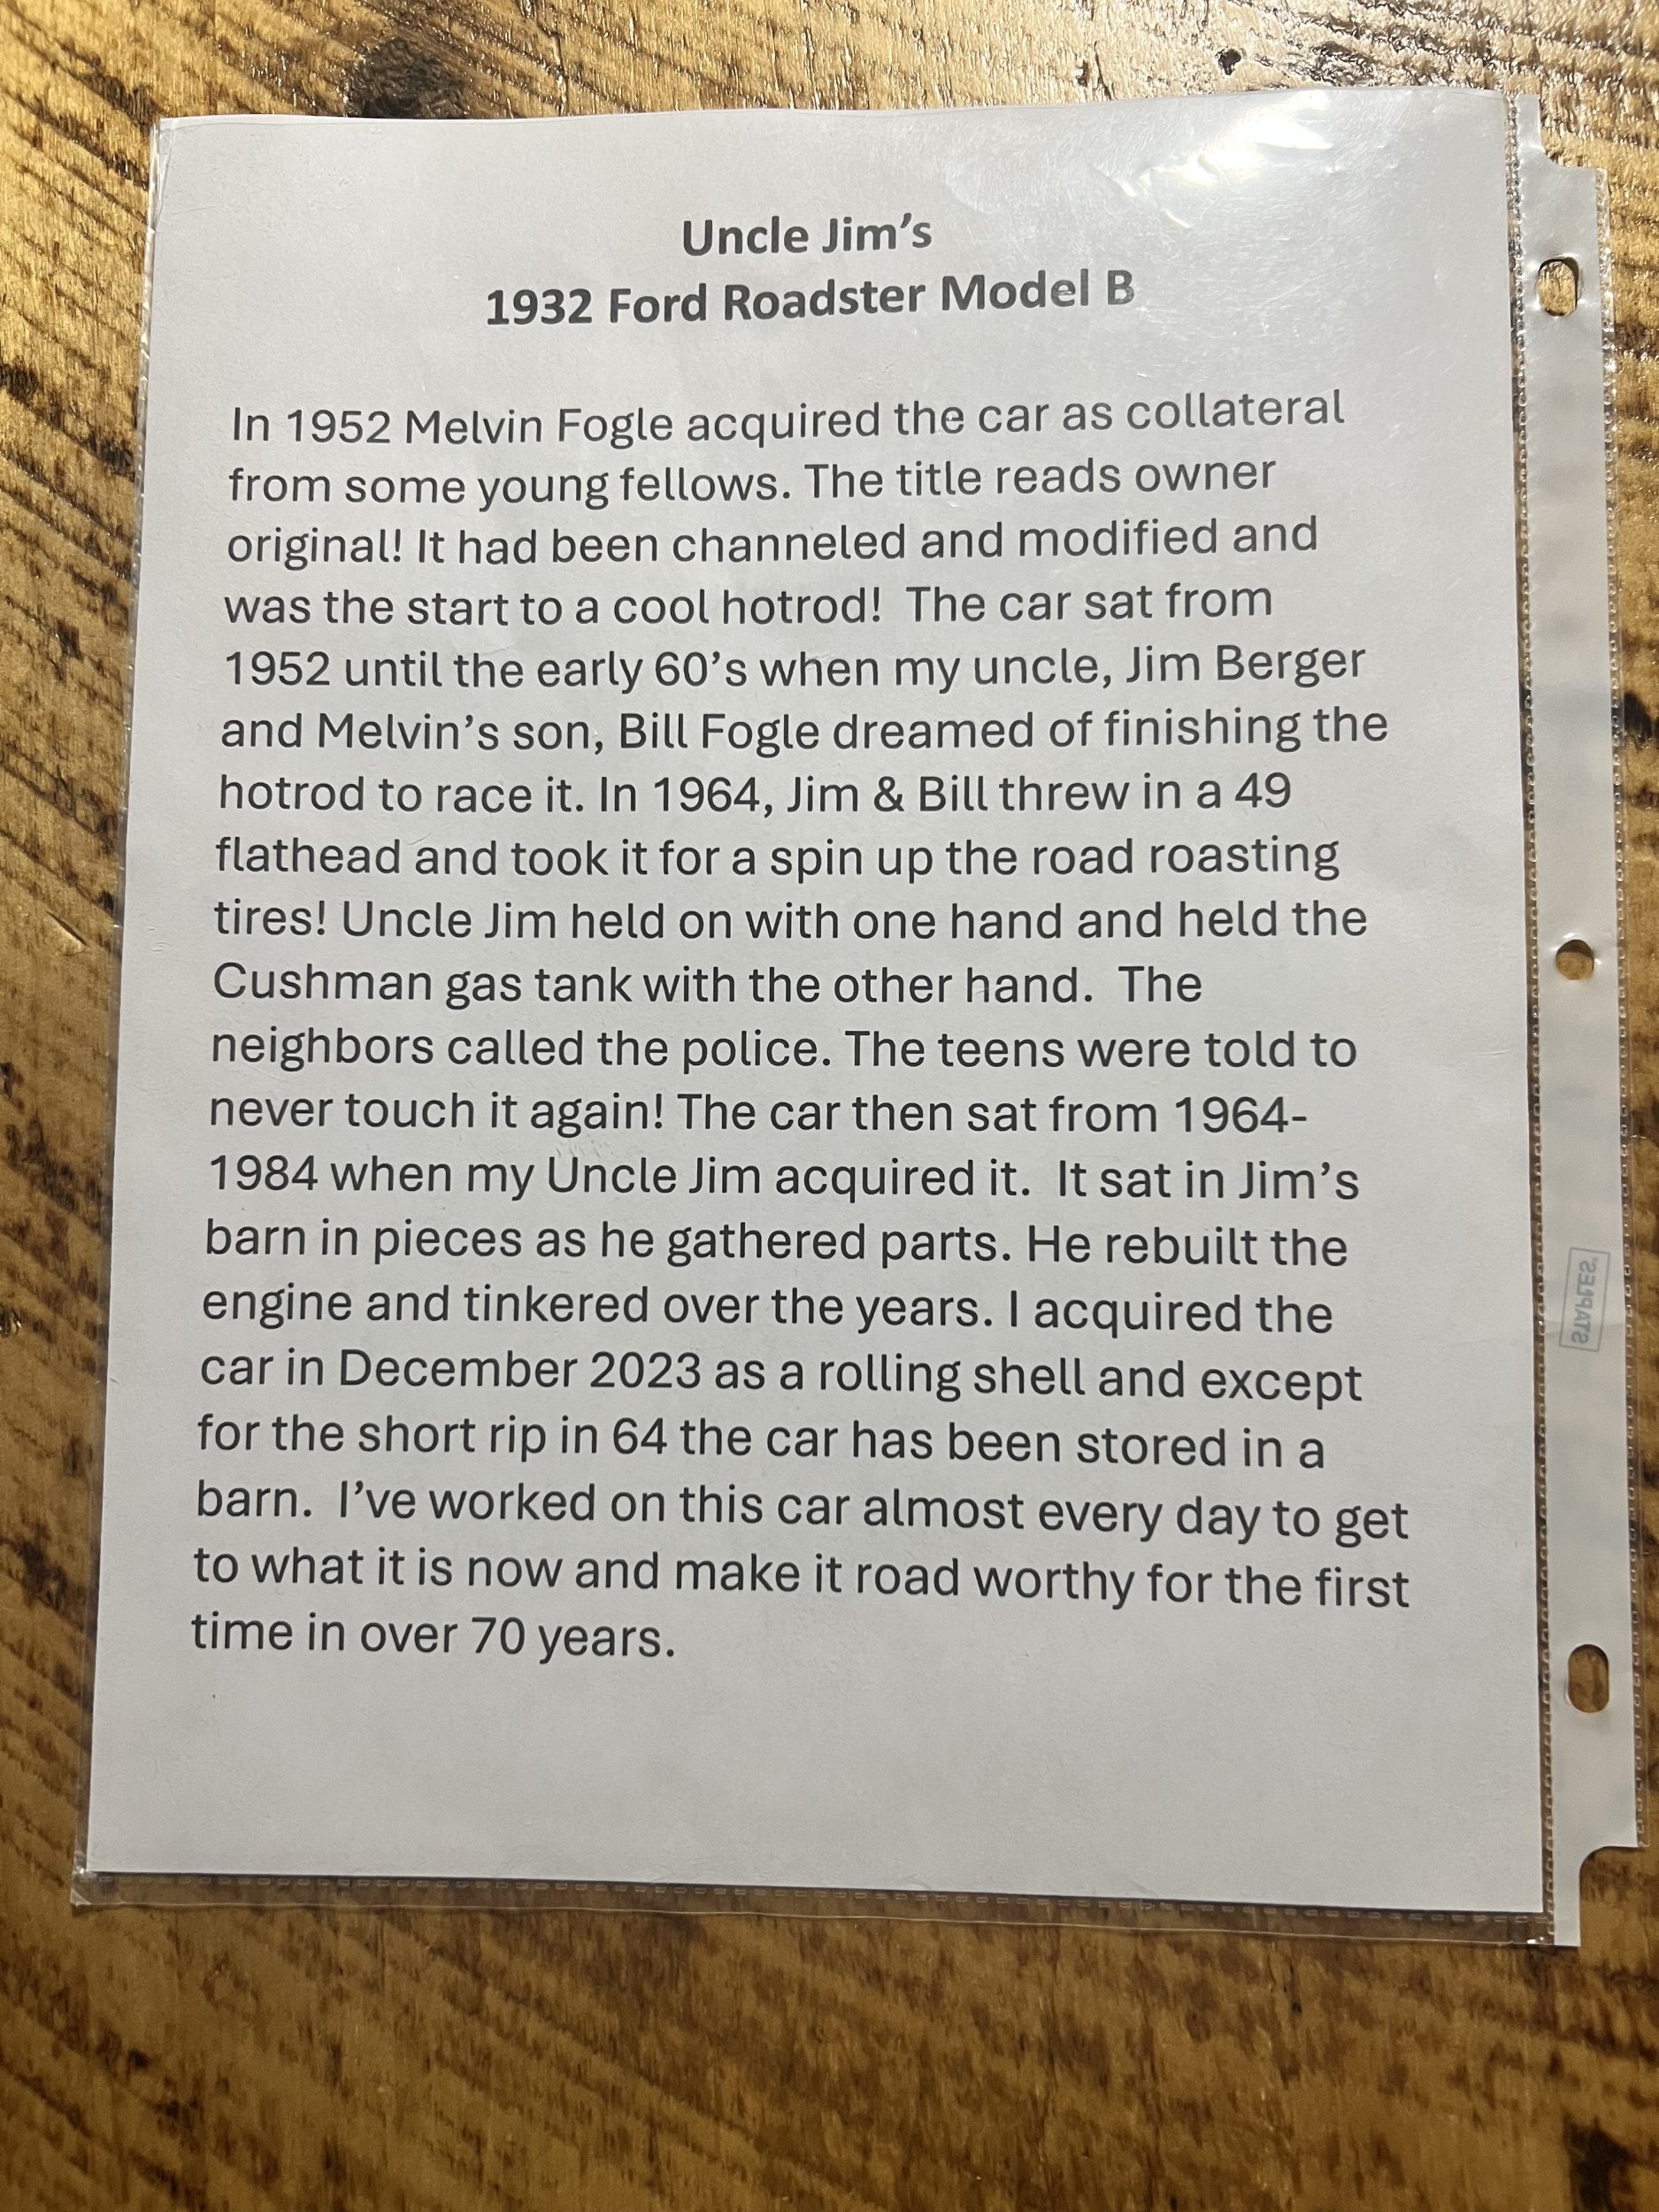 Uncle Jim’s
1932 Ford Roadster Model B
In 1952 Melvin Fogle acquired the car as collateral
from some young fellows. The title reads owner
original! It had been channeled and modified and
was the start to a cool hotrod!  The car sat from
1952 until the early 60’s when my uncle, Jim Berger
and Melvin’s son, Bill Fogle dreamed of finishing the
hotrod to race it. In 1964, Jim & Bill threw in a 49
flathead and took it for a spin up the road roasting
tires! Uncle Jim held on with one hand and held the
Cushman gas tank with the other hand.  The
neighbors called the police. The teens were told to
never touch it again! The car then sat from 1964-
1984 when my Uncle Jim acquired it.  It sat in Jim’s
barn in pieces as he gathered parts. He rebuilt the
engine and tinkered over the years. I acquired the
car in December 2023 as a rolling shell and except
for the short rip in 64 the car has been stored in a
barn.  I’ve worked on this car almost every day to get
to what it is now and make it road worthy for the first
time in over 70 years.
STAPLES